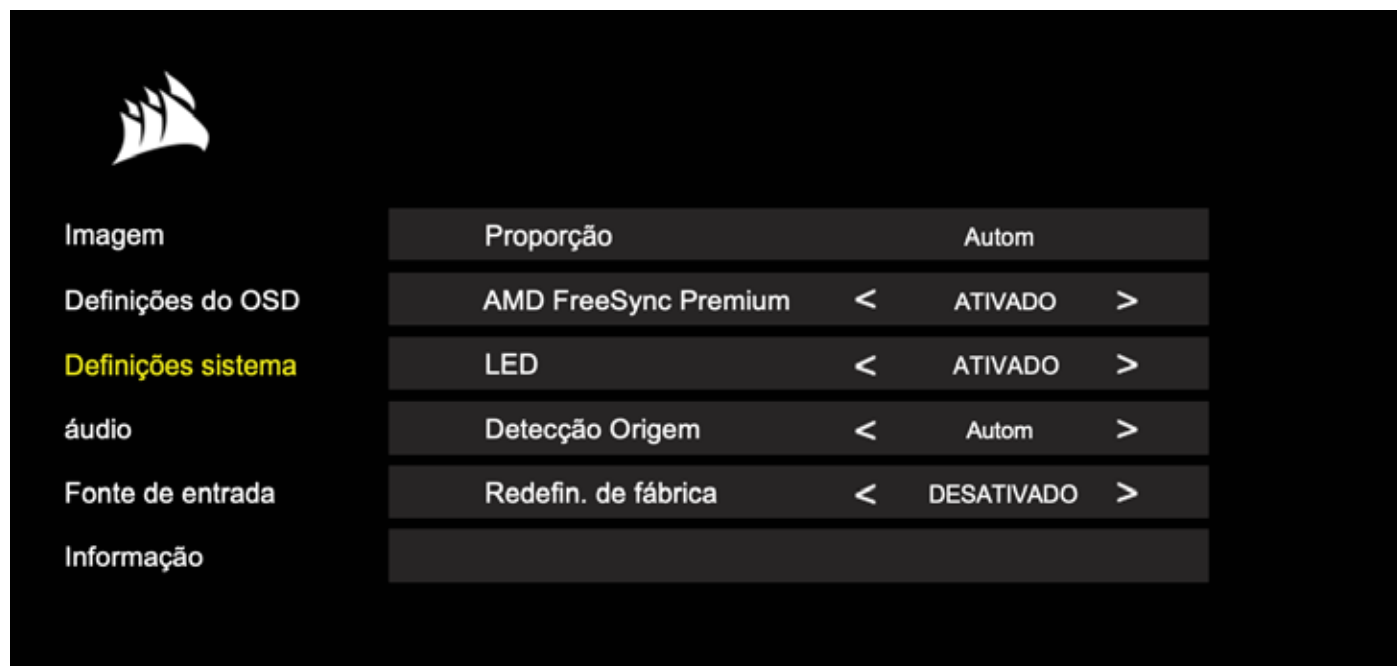 Imagem Proporção Autom
Definições do OSD AMD FreeSync Premium < ATIVADO >
Definições sistema LED < ATIVADO >
áudio Detecção Origem < Autom >
Fonte de entrada Redefin. de fábrica < DESATIVADO >
Informação